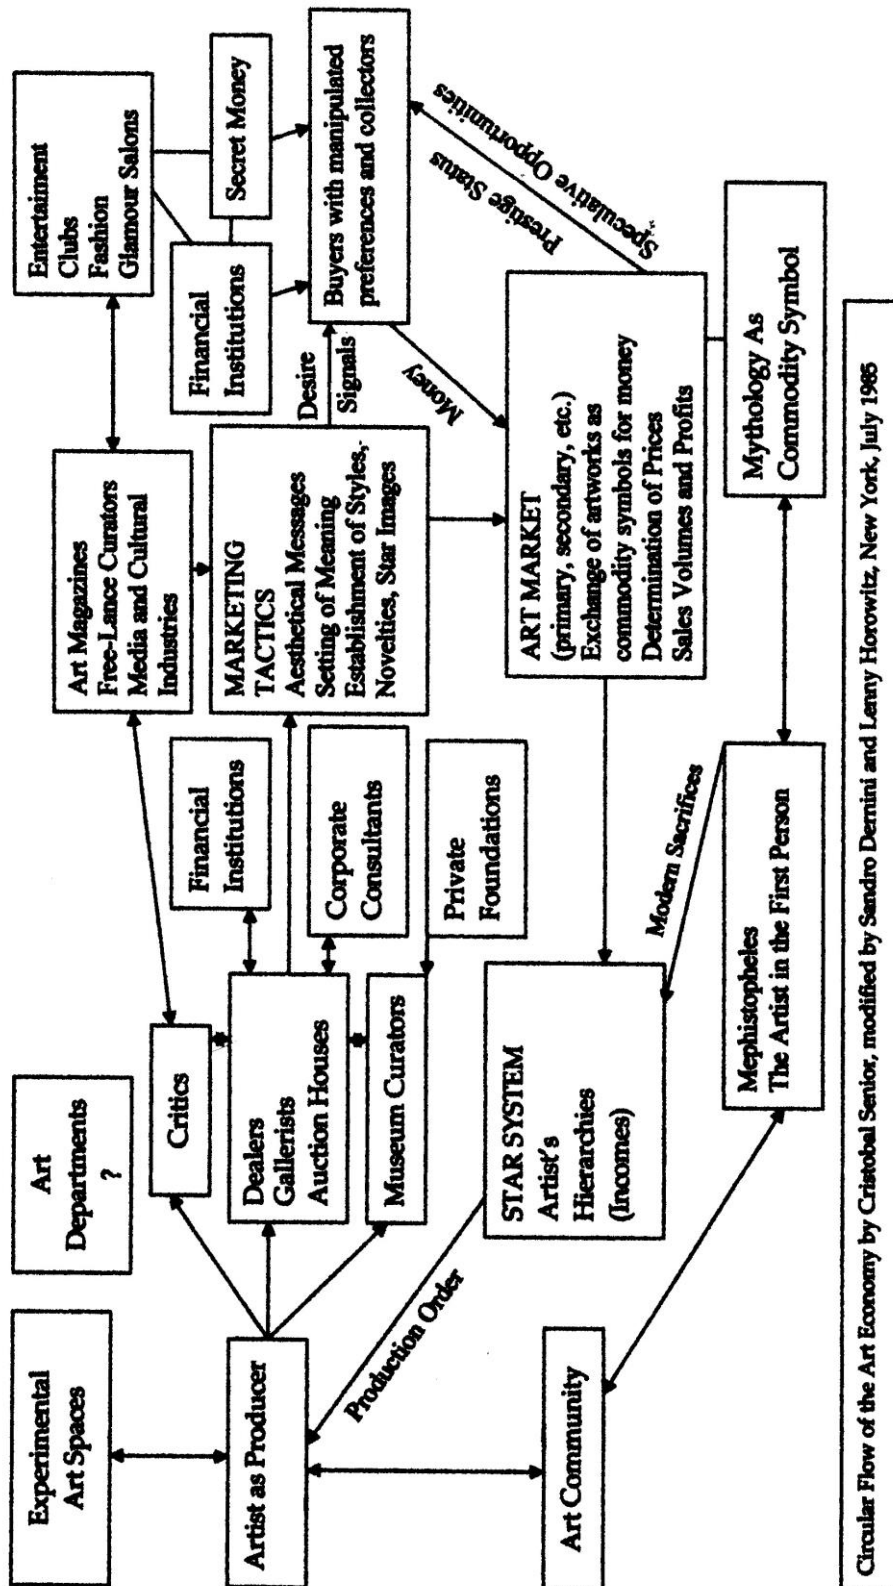 Experimental
Art Spaces
Art
Departments
?
Critics
Artist as Producer
Dealers
Gallerists
Auction Houses
Museum Curators
Financial
Institutions
Corporate
Consultants
Private
Foundations
Art Magazines
Free-Lance Curators
Media and Cultural
Industries
Entertaiment
Clubs
Fashion
Glamour Salons
Financial
Institutions
Secret Money
MARKETING
TACTICS
Aesthetical Messages
Setting of Meaning
Establishment of Styles,-
Novelties, Star Images
Desire
Signals
Buyers with manipulated
preferences and collectors
Money
Prestige Status
Speculative Opportunities
ART MARKET
(primary, secondary, etc.)
Exchange of artworks as
commodity symbols for money
Determination of Prices
Sales Volumes and Profits
STAR SYSTEM
Artist's
Hierarchies
(Incomes)
Production Order
Modern Sacrifices
Art Community
Mephistopheles
The Artist in the First Person
Mythology As
Commodity Symbol
Circular Flow of the Art Economy by Cristobal Senior, modified by Sandro Dernini and Lenny Horowitz, New York, July 1985